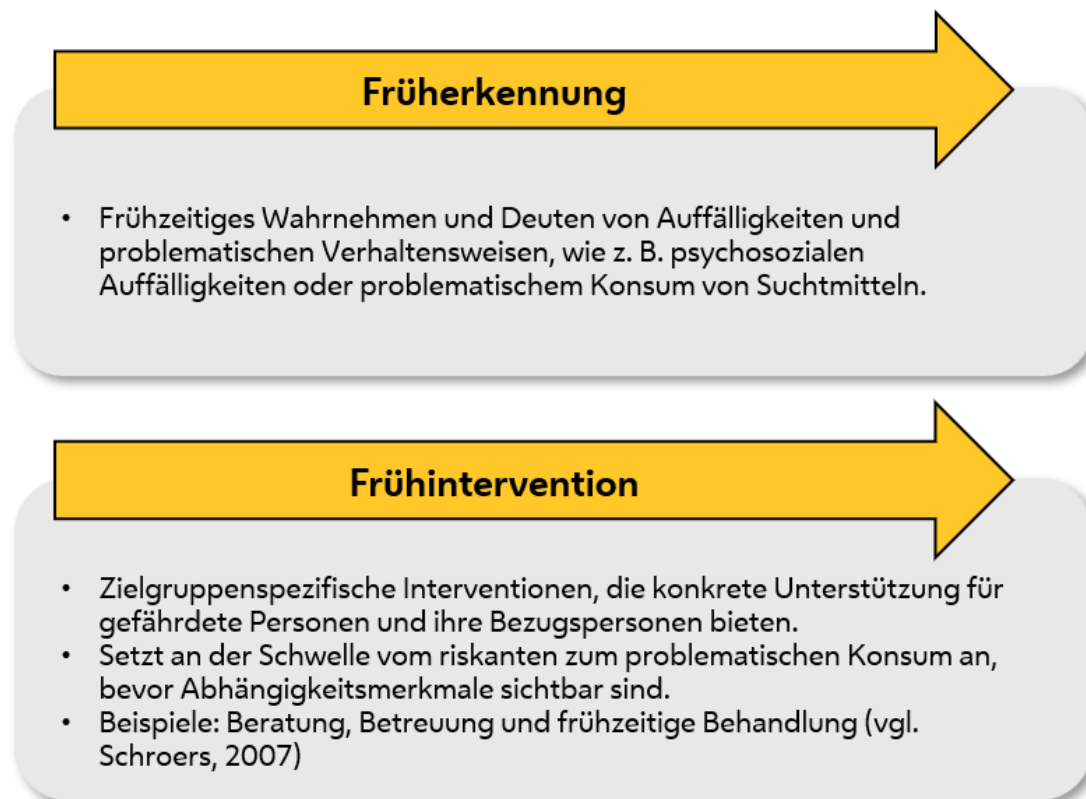 Früherkennung
• Frühzeitiges Wahrnehmen und Deuten von Auffälligkeiten und
problematischen Verhaltensweisen, wie z. B. psychosozialen
Auffälligkeiten oder problematischem Konsum von Suchtmitteln.
Frühintervention
• Zielgruppenspezifische Interventionen, die konkrete Unterstützung für
gefährdete Personen und ihre Bezugspersonen bieten.
• Setzt an der Schwelle vom riskanten zum problematischen Konsum an,
bevor Abhängigkeitsmerkmale sichtbar sind.
• Beispiele: Beratung, Betreuung und frühzeitige Behandlung (vgl.
Schroers, 2007)